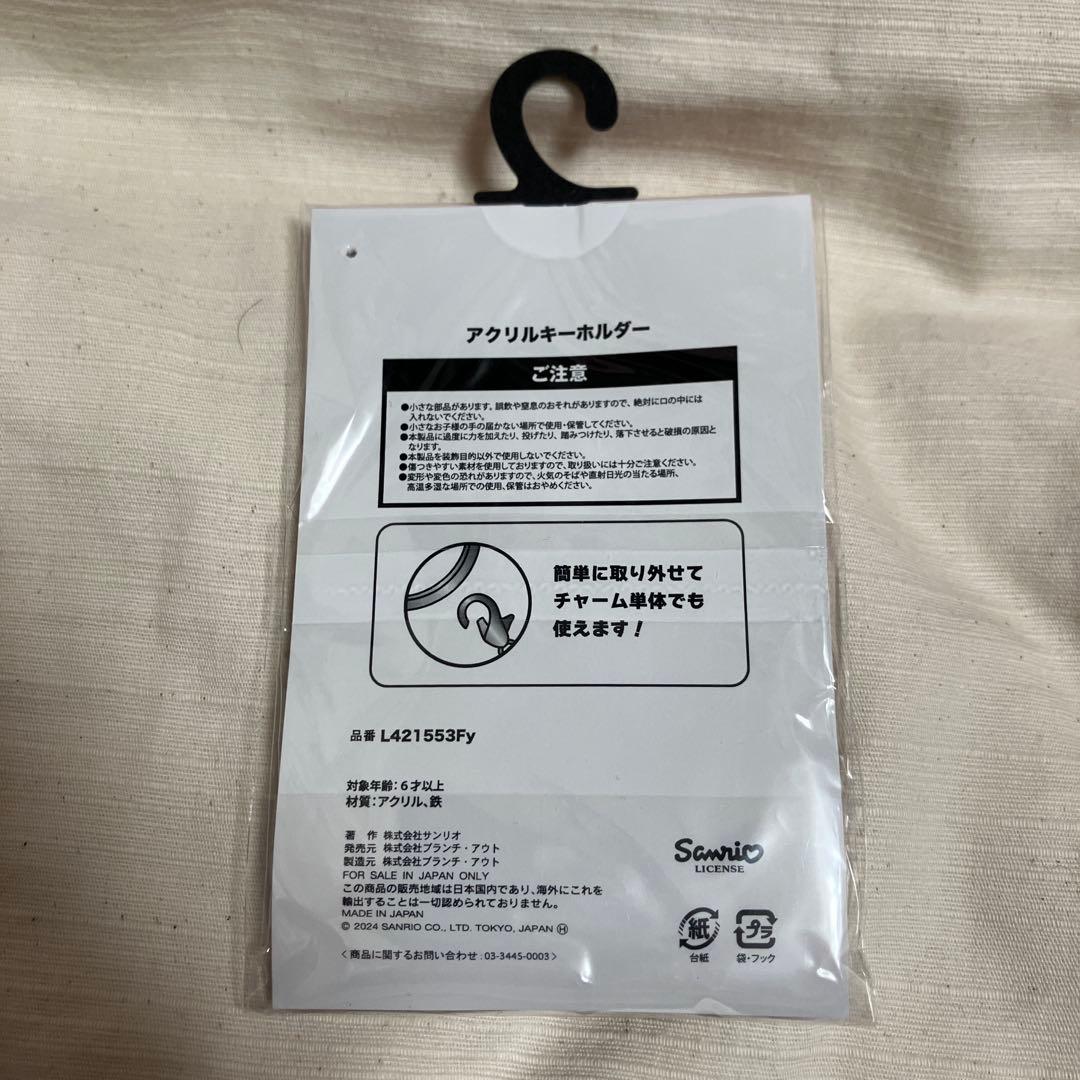 アクリルキーホルダー
ご注意
●小さな部品があります。誤飲や窒息のおそれがありますので、絶対に口の中には
入れないでください。
●小さなお子様の手の届かない場所で使用・保管してください。
●本製品に過度に力を加えたり、投げたり、踏みつけたり、落下させると破損の原因と
なります。
●本製品を装飾目的以外で使用しないでください。
●傷つきやすい素材を使用しておりますので、取り扱いには十分ご注意ください。
●変形や変色の恐れがありますので、火気のそばや直射日光の当たる場所、
高温多湿な場所での使用、保管はおやめください。
簡単に取り外せて
チャーム単体でも
使えます!
品番 L421553Fy
対象年齢:6才以上
材質:アクリル、鉄
著 作 株式会社サンリオ
発売元 株式会社ブランチ・アウト
製造元 株式会社ブランチ・アウト
FOR SALE IN JAPAN ONLY
この商品の販売地域は日本国内であり、海外にこれを
輸出することは一切認められておりません。
MADE IN JAPAN
© 2024 SANRIO CO., LTD. TOKYO, JAPAN Ⓗ
<商品に関するお問い合わせ:03-3445-0003>
Sanrio
LICENSE
紙
台紙
プラ
袋・フック